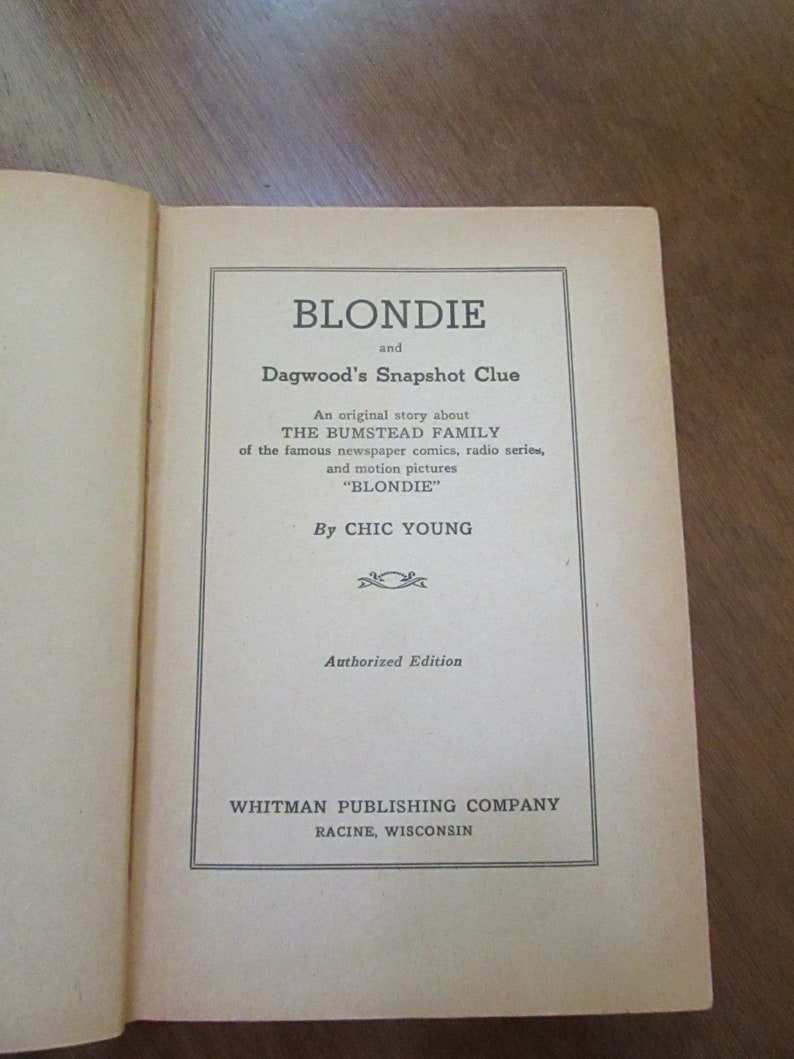 BLONDIE
and
Dagwood's Snapshot Clue
An original story about
THE BUMSTEAD FAMILY
of the famous newspaper comics, radio series,
and motion pictures
"BLONDIE"
By CHIC YOUNG
Authorized Edition
WHITMAN PUBLISHING COMPANY
RACINE, WISCONSIN